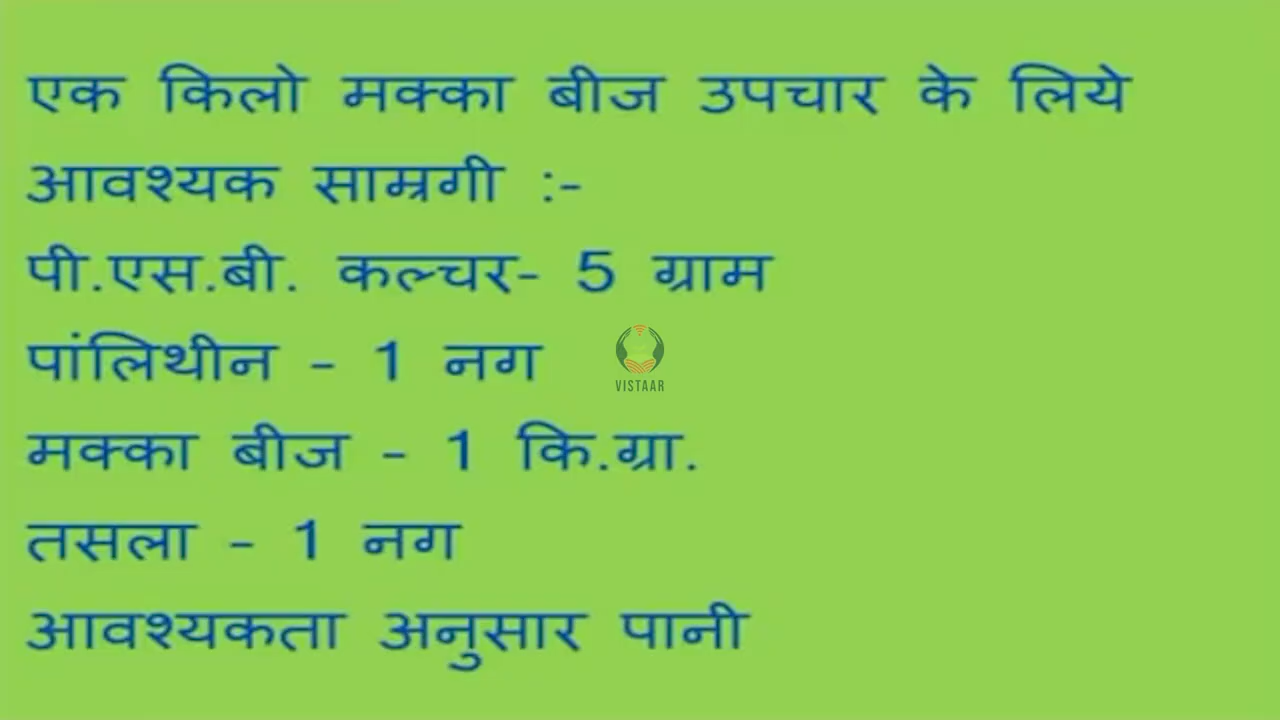 एक किलो मक्का बीज उपचार के लिये
आवश्यक साम्रगी :-
पी.एस.बी. कल्चर- 5 ग्राम
पांलिथीन - 1 नग
VISTAAR
मक्का बीज - 1 कि.ग्रा.
तसला - 1 नग
आवश्यकता अनुसार पानी